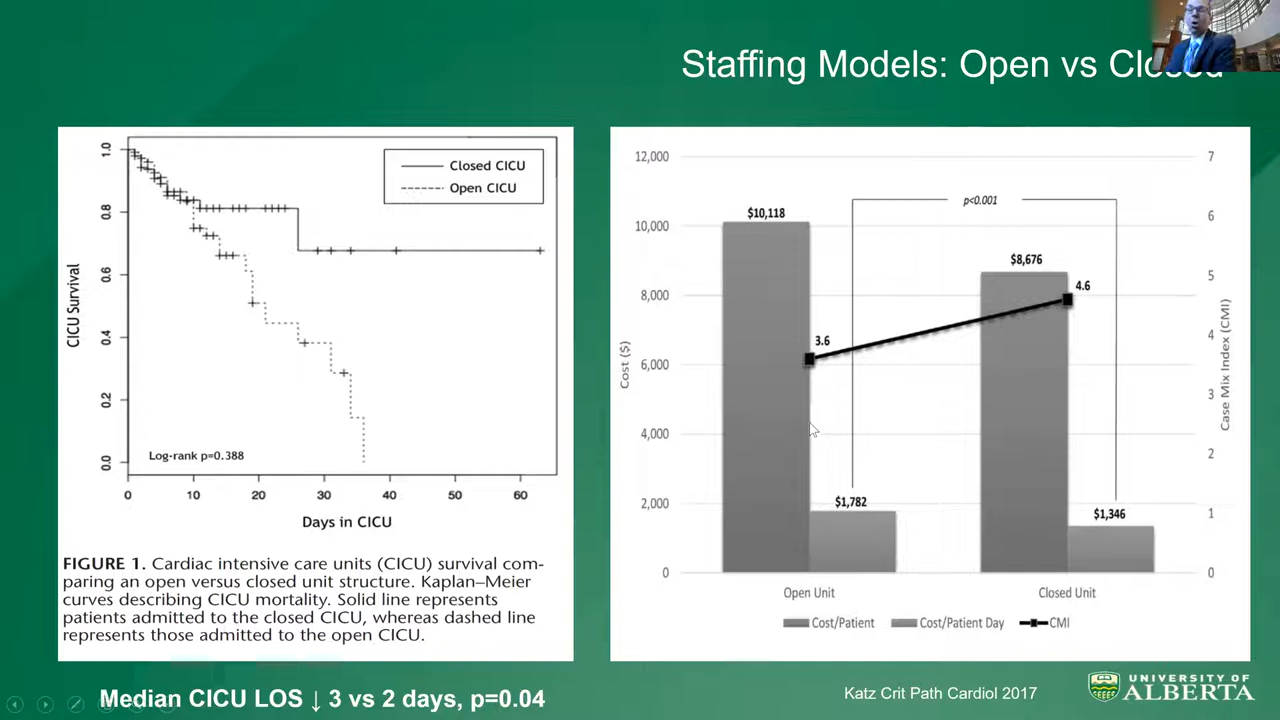 Staffing Models: Open vs Closed
1.0
0.8
0.6
0.4
0.2
0.0
CICU Survival
Closed CICU
Open CICU
Log-rank p=0.388
0 10 20 30 40 50 60
Days in CICU
FIGURE 1. Cardiac intensive care units (CICU) survival com-
paring an open versus closed unit structure. Kaplan–Meier
curves describing CICU mortality. Solid line represents
patients admitted to the closed CICU, whereas dashed line
represents those admitted to the open CICU.
12,000
10,000
8,000
6,000
4,000
2,000
0
Cost ($)
$10,118
$1,782
3.6
p<0.001
$8,676
4.6
$1,346
7
6
5
4
3
2
1
0
Case Mix Index (CMI)
Open Unit
Closed Unit
Cost/Patient
Cost/Patient Day
CMI
Median CICU LOS ↓ 3 vs 2 days, p=0.04
Katz Crit Path Cardiol 2017
UNIVERSITY OF
ALBERTA